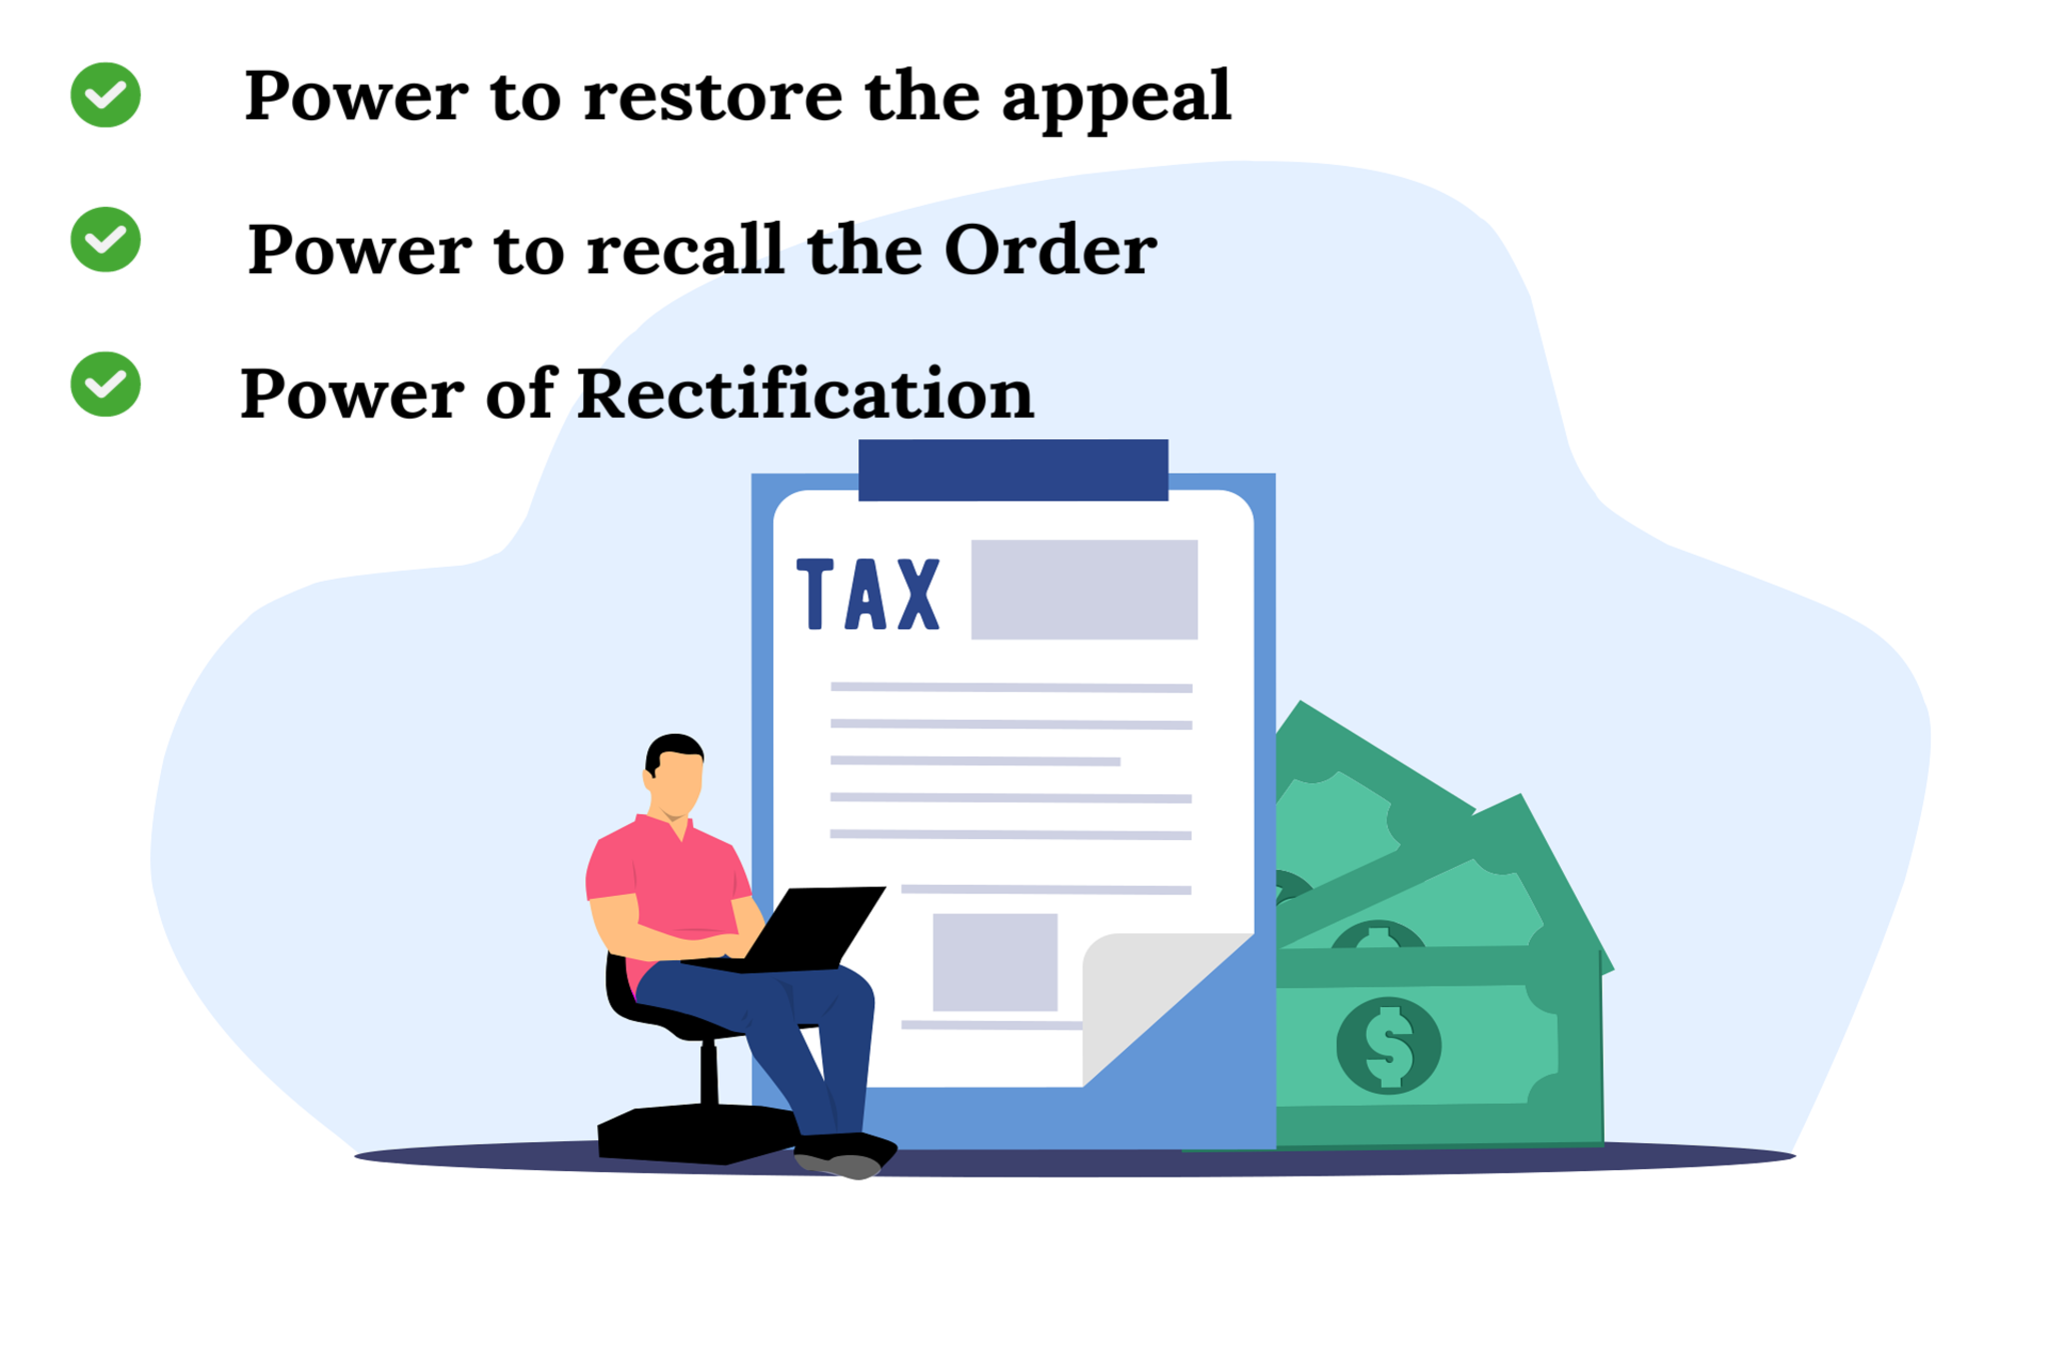 Power to restore the appeal
Power to recall the Order
Power of Rectification
TAX
$